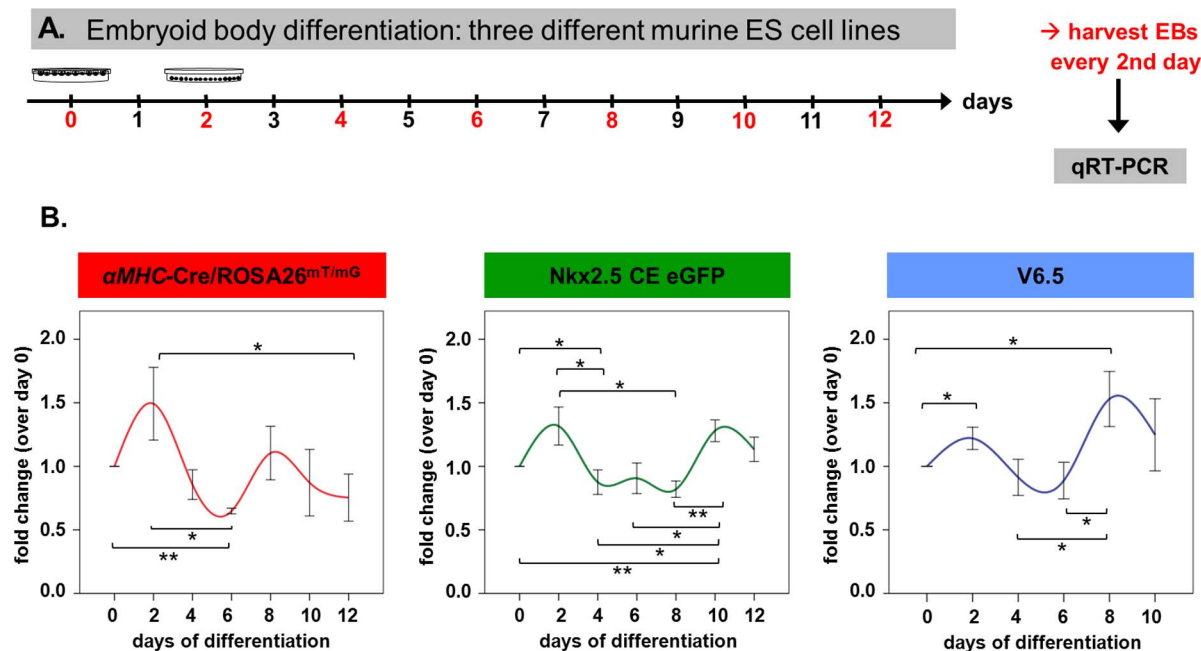 A. Embryoid body differentiation: three different murine ES cell lines
→ harvest EBs
every 2nd day
0 1 2 3 4 5 6 7 8 9 10 11 12 days
qRT-PCR
B.
αMHC-Cre/ROSA26mT/mG
fold change (over day 0)
2.0
1.5
1.0
0.5
0.0
*
*
**
0 2 4 6 8 10 12
days of differentiation
Nkx2.5 CE eGFP
fold change (over day 0)
2.0
1.5
1.0
0.5
0.0
*
*
*
**
*
*
**
0 2 4 6 8 10 12
days of differentiation
V6.5
fold change (over day 0)
2.0
1.5
1.0
0.5
0.0
*
*
*
*
0 2 4 6 8 10
days of differentiation